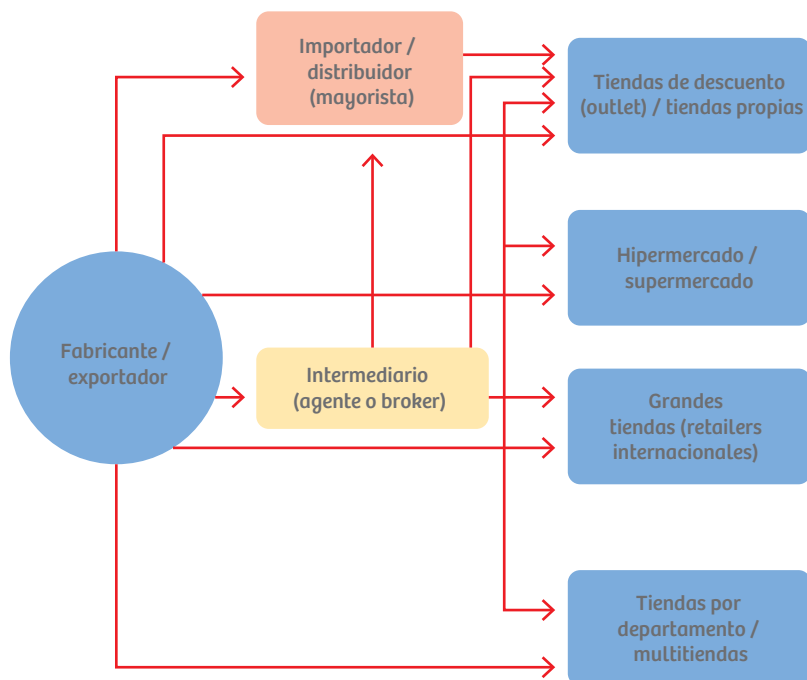 Importador /
distribuidor
(mayorista)
Tiendas de descuento
(outlet) / tiendas propias
Hipermercado /
supermercado
Fabricante /
exportador
Intermediario
(agente o broker)
Grandes
tiendas (retailers
internacionales)
Tiendas por
departamento /
multitiendas